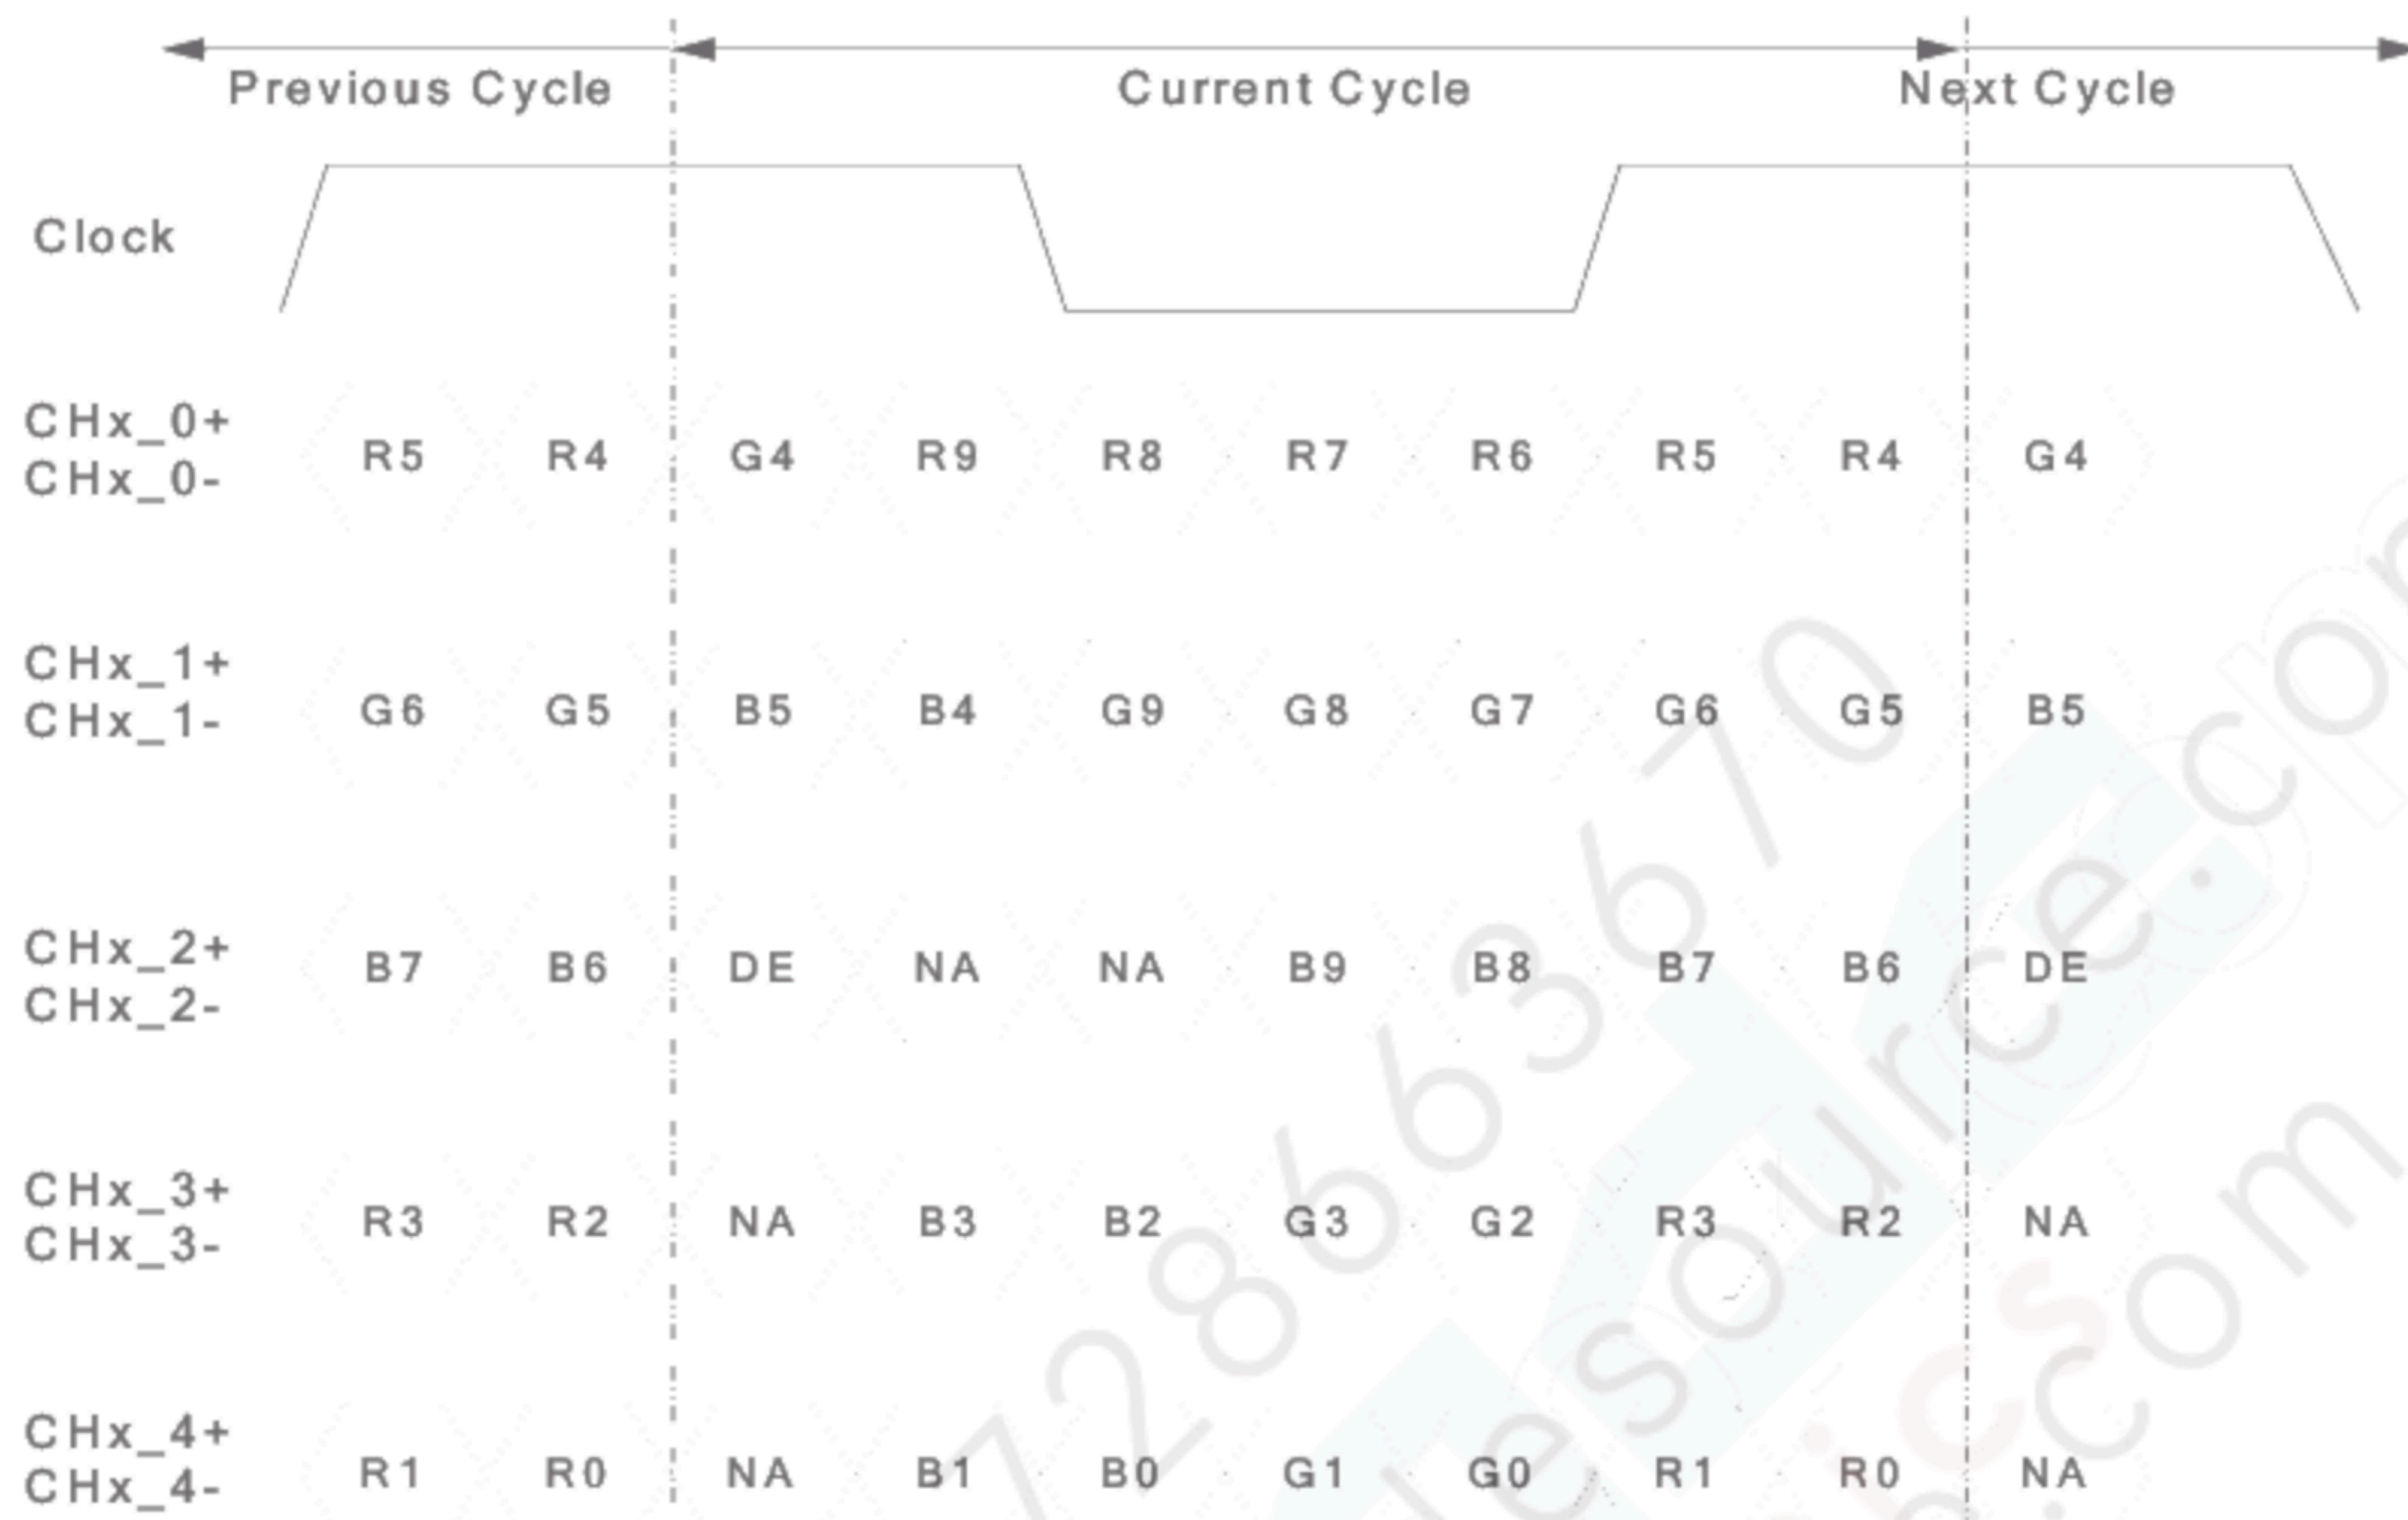 Previous Cycle Current Cycle Next Cycle
Clock
CHx_0+
R5 R4 G4 R9 R8 R7 R6 R5 R4 G4
CHx_0-
CHx_1+
G6 G5 B5 B4 G9 G8 G7 G6 G5 B5
CHx_1-
CHx_2+
B7 B6 DE NA NA B9 B8 B7 B6 DE
CHx_2-
CHx_3+
R3 R2 NA B3 B2 G3 G2 R3 R2 NA
CHx_3-
CHx_4+
R1 R0 NA B1 B0 G1 G0 R1 R0 NA
CHx_4-
728663670